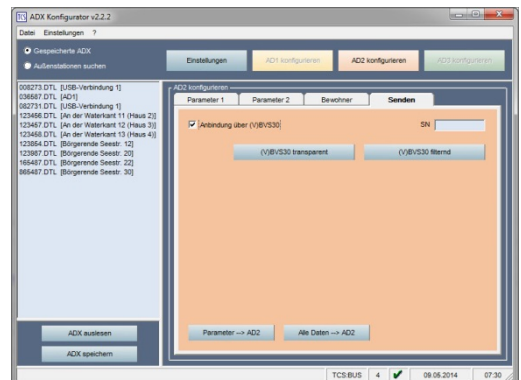 TCS ADX Konfigurator v2.2.2
Datei Einstellungen ?
Gespeicherte ADX
Außenstationen suchen
Einstellungen
AD1 konfigurieren
AD2 konfigurieren
AD3 konfigurieren
008273.DTL [USB-Verbindung 1]
036587.DTL [AD1]
082731.DTL [USB-Verbindung 1]
123466.DTL [An der Waterkant 11 (Haus 2)]
123467.DTL [An der Waterkant 12 (Haus 3)]
123468.DTL [An der Waterkant 13 (Haus 4)]
123864.DTL [Börgerende Seestr. 12]
123987.DTL [Börgerende Seestr. 20]
165487.DTL [Börgerende Seestr. 22]
865487.DTL [Börgerende Seestr. 30]
AD2 konfigurieren
Parameter 1
Parameter 2
Bewohner
Senden
Anbindung über (V)BVS30
SN
(V)BVS30 transparent
(V)BVS30 filternd
Parameter --> AD2
Alle Daten --> AD2
ADX auslesen
ADX speichern
TCS:BUS 4 09.05.2014 07:30